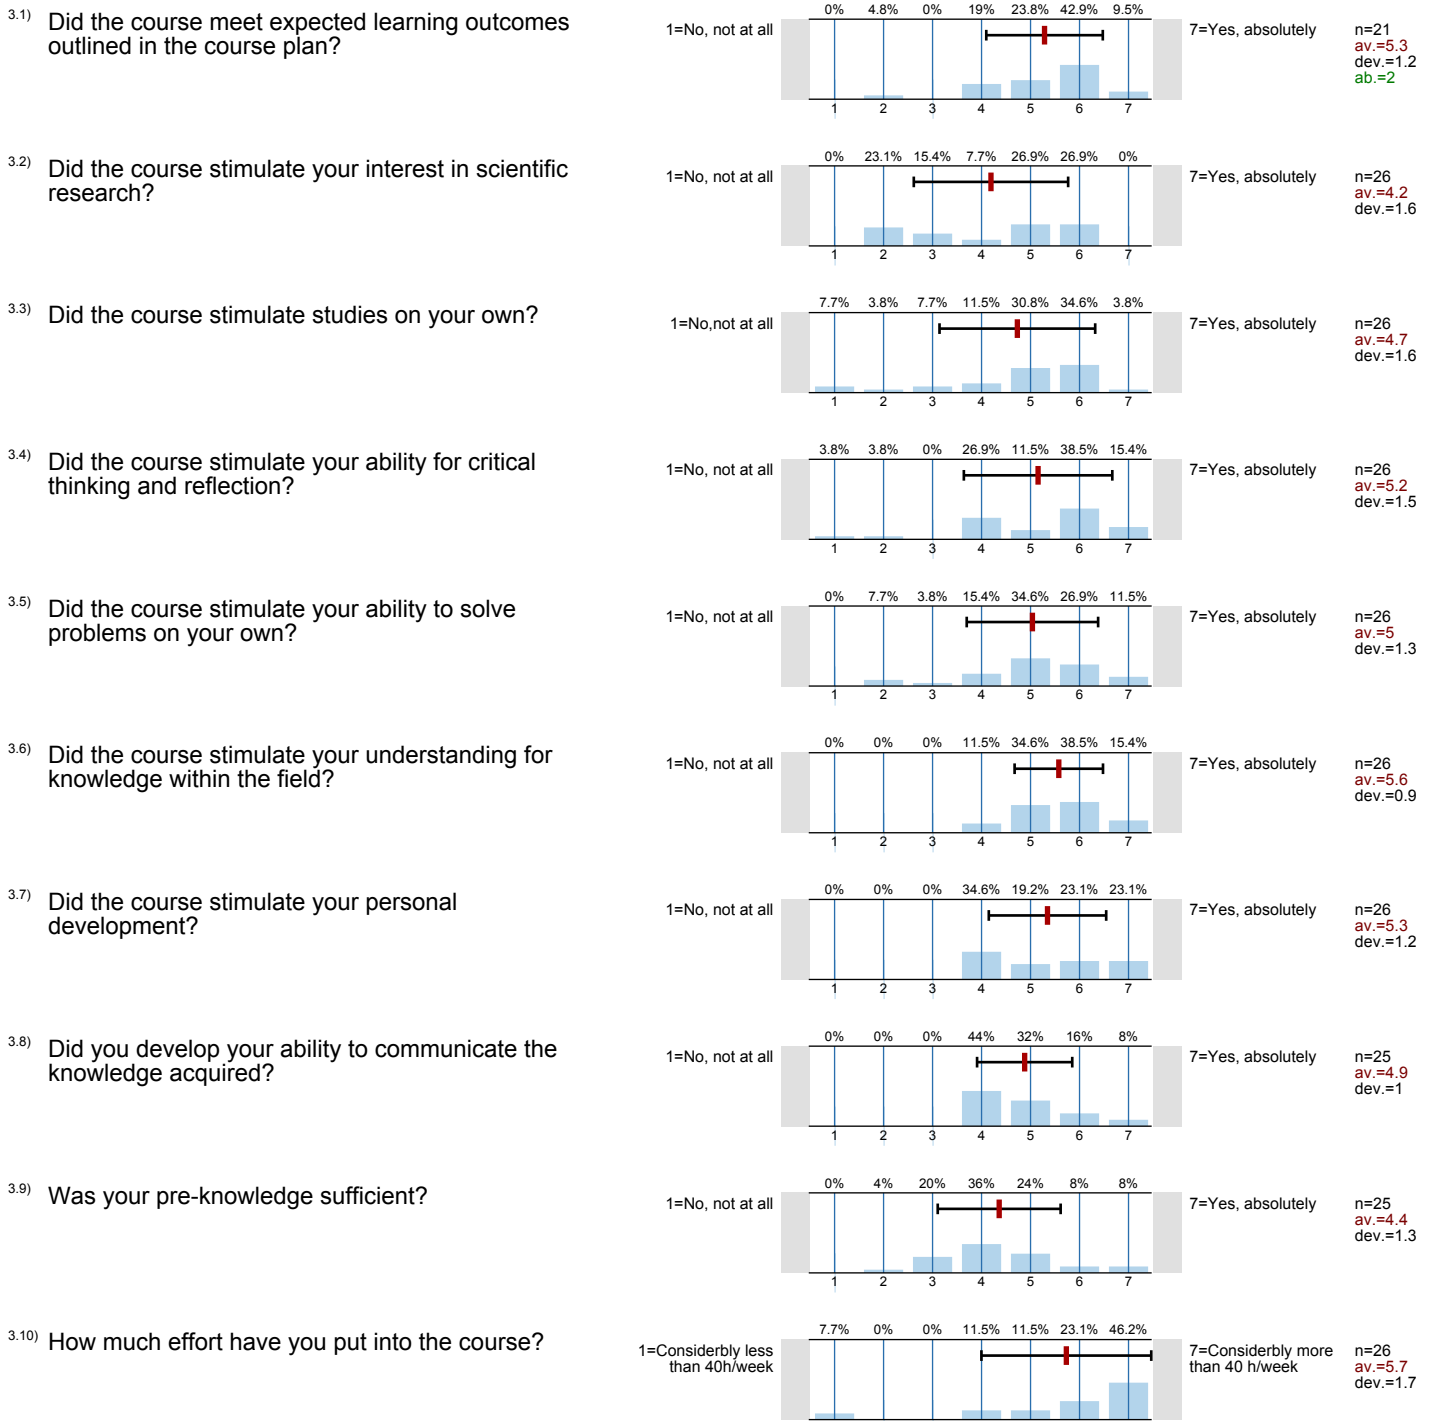 3.1) Did the course meet expected learning outcomes
outlined in the course plan?
0% 4.8% 0% 19% 23.8% 42.9% 9.5%
1=No, not at all
7=Yes, absolutely
n=21
av.=5.3
dev.=1.2
ab.=2
1 2 3 4 5 6 7
3.2) Did the course stimulate your interest in scientific
research?
0% 23.1% 15.4% 7.7% 26.9% 26.9% 0%
1=No, not at all
7=Yes, absolutely
n=26
av.=4.2
dev.=1.6
1 2 3 4 5 6 7
3.3) Did the course stimulate studies on your own?
7.7% 3.8% 7.7% 11.5% 30.8% 34.6% 3.8%
1=No,not at all
7=Yes, absolutely
n=26
av.=4.7
dev.=1.6
1 2 3 4 5 6 7
3.4) Did the course stimulate your ability for critical
thinking and reflection?
3.8% 3.8% 0% 26.9% 11.5% 38.5% 15.4%
1=No, not at all
7=Yes, absolutely
n=26
av.=5.2
dev.=1.5
1 2 3 4 5 6 7
3.5) Did the course stimulate your ability to solve
problems on your own?
0% 7.7% 3.8% 15.4% 34.6% 26.9% 11.5%
1=No, not at all
7=Yes, absolutely
n=26
av.=5
dev.=1.3
1 2 3 4 5 6 7
3.6) Did the course stimulate your understanding for
knowledge within the field?
0% 0% 0% 11.5% 34.6% 38.5% 15.4%
1=No, not at all
7=Yes, absolutely
n=26
av.=5.6
dev.=0.9
1 2 3 4 5 6 7
3.7) Did the course stimulate your personal
development?
0% 0% 0% 34.6% 19.2% 23.1% 23.1%
1=No, not at all
7=Yes, absolutely
n=26
av.=5.3
dev.=1.2
1 2 3 4 5 6 7
3.8) Did you develop your ability to communicate the
knowledge acquired?
0% 0% 0% 44% 32% 16% 8%
1=No, not at all
7=Yes, absolutely
n=25
av.=4.9
dev.=1
1 2 3 4 5 6 7
3.9) Was your pre-knowledge sufficient?
0% 4% 20% 36% 24% 8% 8%
1=No, not at all
7=Yes, absolutely
n=25
av.=4.4
dev.=1.3
1 2 3 4 5 6 7
3.10) How much effort have you put into the course?
7.7% 0% 0% 11.5% 11.5% 23.1% 46.2%
1=Considerbly less
than 40h/week
7=Considerbly more
than 40 h/week
n=26
av.=5.7
dev.=1.7